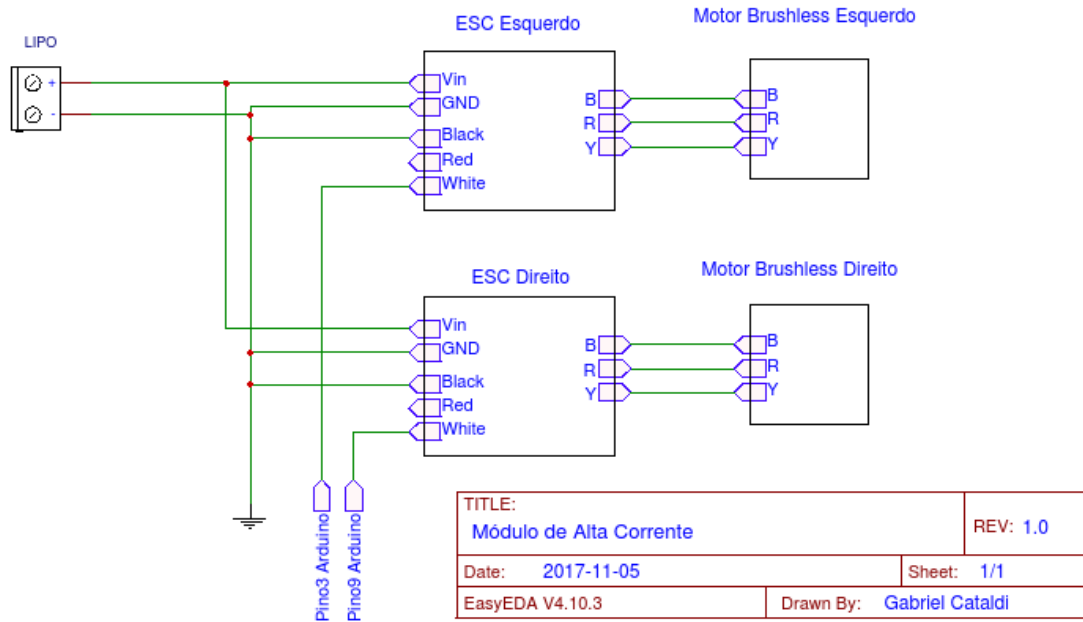 LIPO
+
-
ESC Esquerdo
Vin
GND
Black
Red
White
B
R
Y
Motor Brushless Esquerdo
B
R
Y
ESC Direito
Vin
GND
Black
Red
White
B
R
Y
Motor Brushless Direito
B
R
Y
Pino3 Arduino
Pino9 Arduino
TITLE:
Módulo de Alta Corrente
REV: 1.0
Date: 2017-11-05
Sheet: 1/1
EasyEDA V4.10.3
Drawn By: Gabriel Cataldi